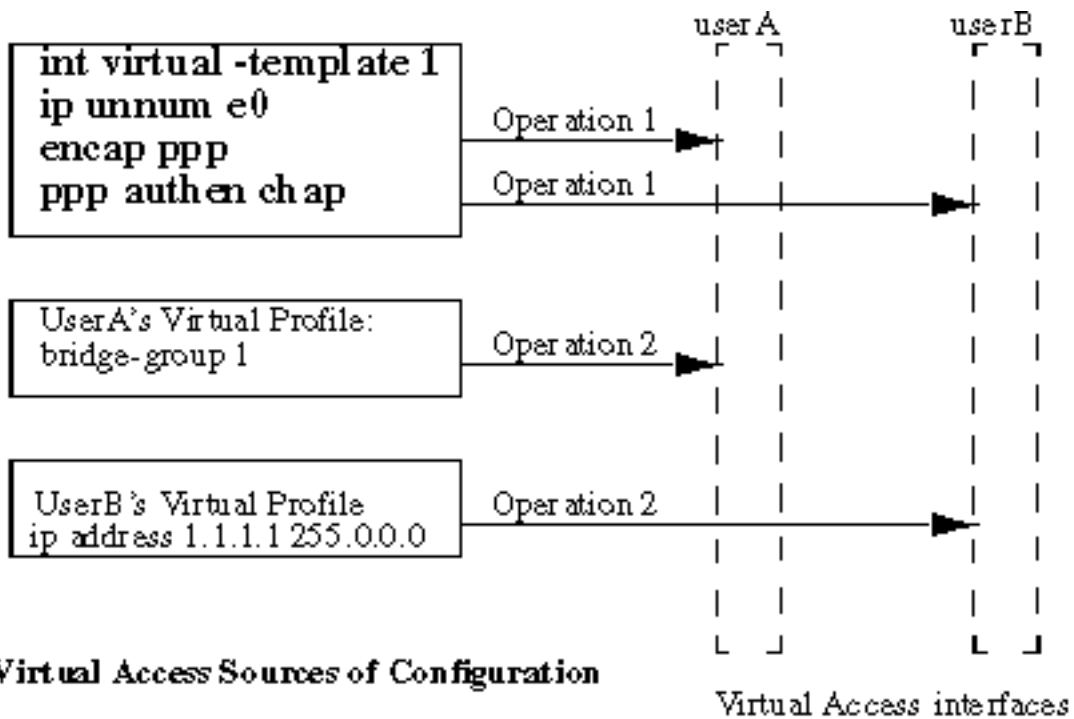 userA
userB
int virtual -template 1
ip unnum e0
encap ppp
ppp authen chap
Operation 1
Operation 1
UserA's Virtual Profile:
bridge-group 1
Operation 2
UserB's Virtual Profile
ip address 1.1.1.1 255.0.0.0
Operation 2
Virtual Access Sources of Configuration
Virtual Access interfaces